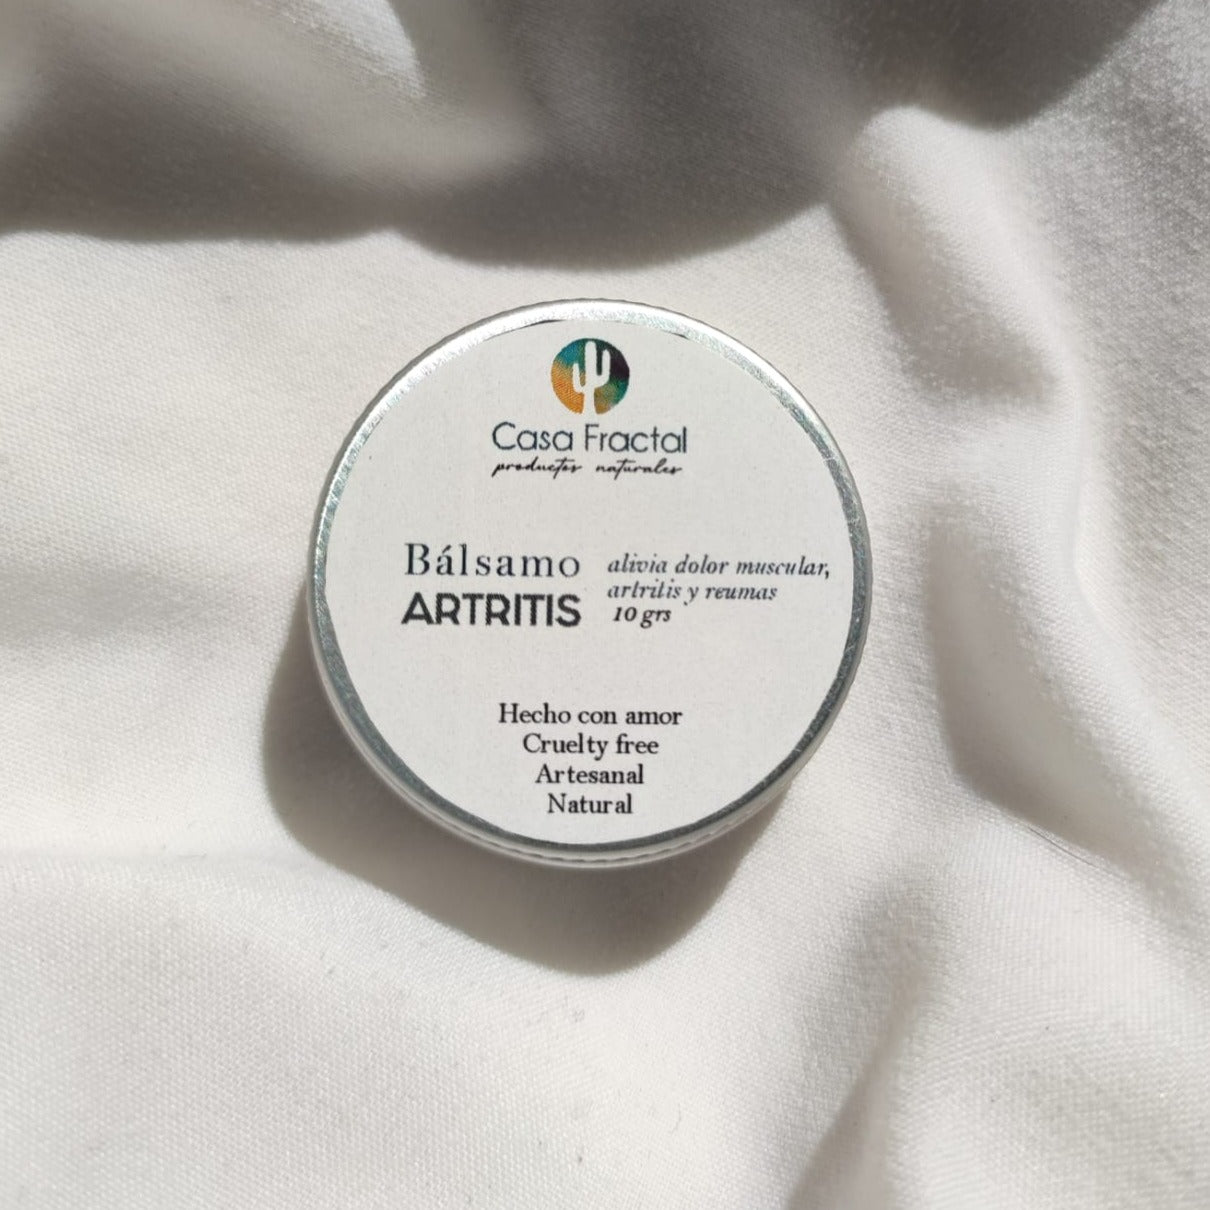 Casa Fractal
productos naturales
Bálsamo
ARTRITIS
alivia dolor muscular,
artritis y reumas
10 grs
Hecho con amor
Cruelty free
Artesanal
Natural